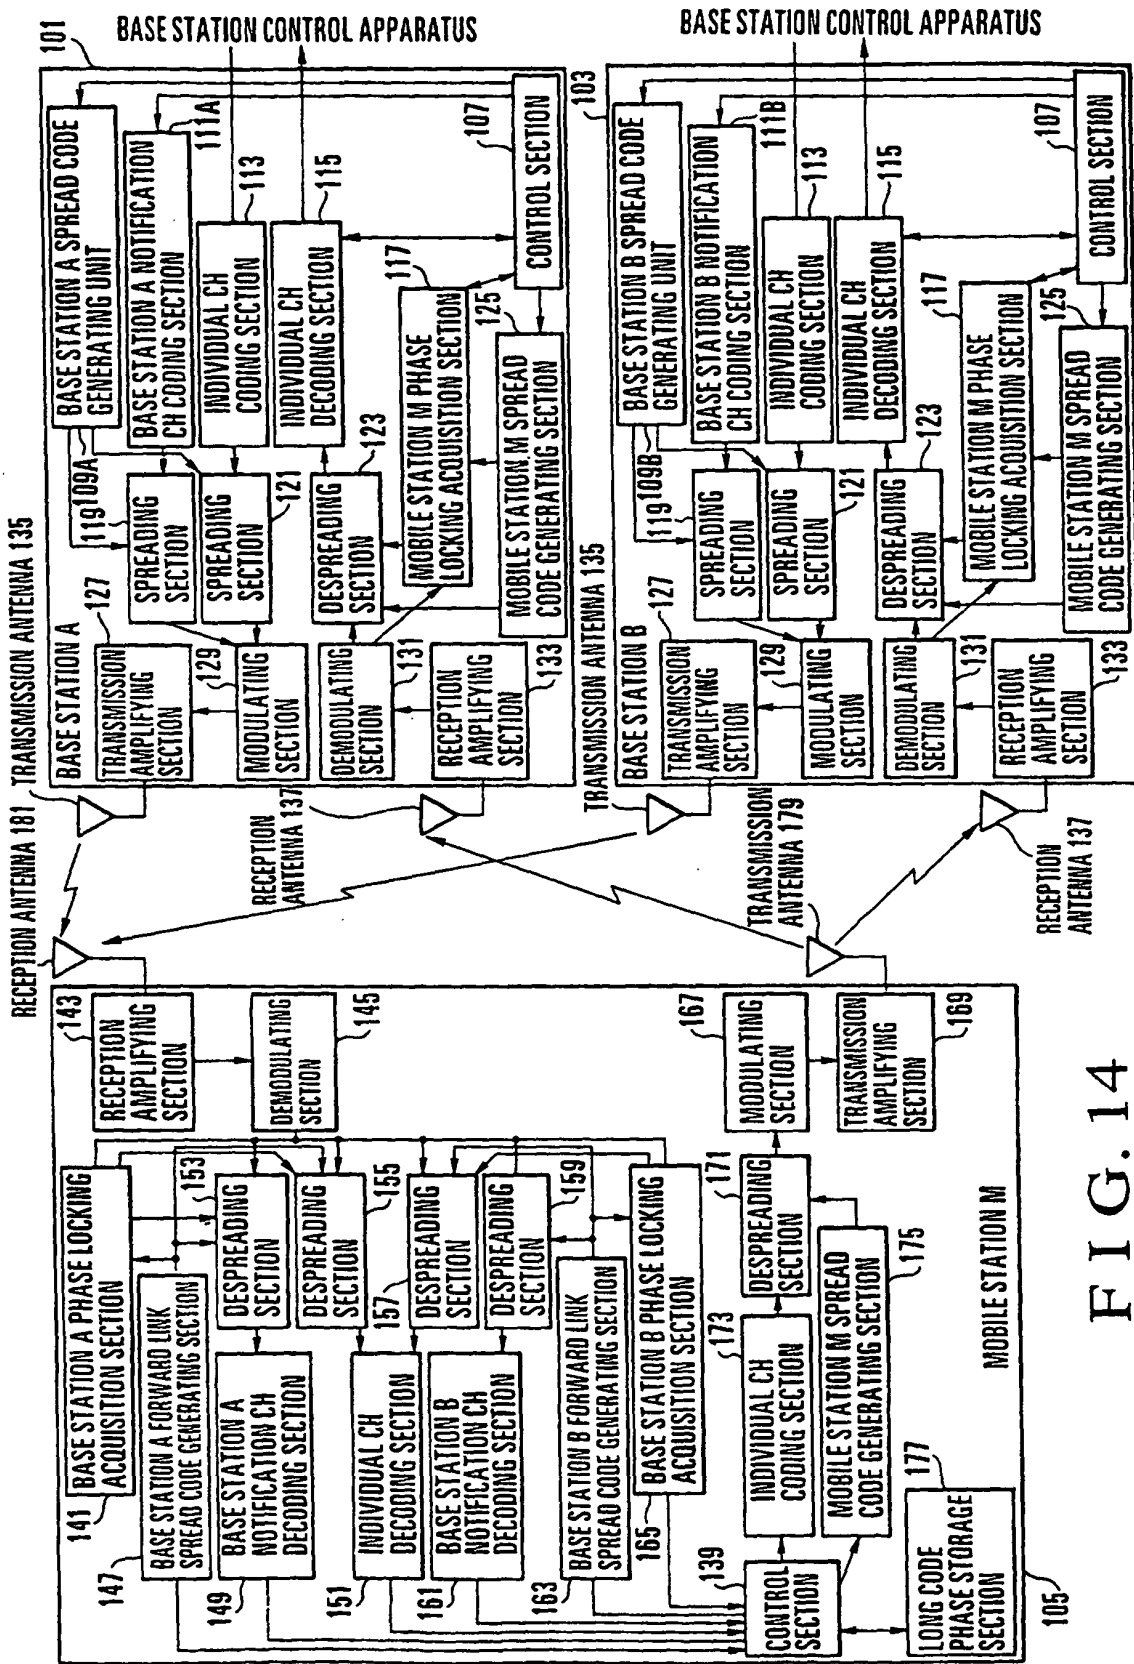 RECEPTION ANTENNA 181
TRANSMISSION ANTENNA 135
101
BASE STATION CONTROL APPARATUS
BASE STATION A
127
TRANSMISSION
AMPLIFYING
SECTION
129
MODULATING
SECTION
DEMODULATING
SECTION
131
RECEPTION
AMPLIFYING
SECTION
133
119
SPREADING
SECTION
109A
SPREADING
SECTION
121
DESPREADING
SECTION
123
BASE STATION A SPREAD CODE
GENERATING UNIT
BASE STATION A NOTIFICATION
CH CODING SECTION
111A
INDIVIDUAL CH
CODING SECTION
113
INDIVIDUAL CH
DECODING SECTION
115
MOBILE STATION M PHASE
LOCKING ACQUISITION SECTION
117
MOBILE STATION M SPREAD
CODE GENERATING SECTION
125
107
CONTROL SECTION
RECEPTION
ANTENNA 137
TRANSMISSION ANTENNA 135
103
BASE STATION CONTROL APPARATUS
BASE STATION B
127
TRANSMISSION
AMPLIFYING
SECTION
129
MODULATING
SECTION
DEMODULATING
SECTION
131
RECEPTION
AMPLIFYING
SECTION
133
119
SPREADING
SECTION
109B
SPREADING
SECTION
121
DESPREADING
SECTION
123
BASE STATION B SPREAD CODE
GENERATING UNIT
BASE STATION B NOTIFICATION
CH CODING SECTION
111B
INDIVIDUAL CH
CODING SECTION
113
INDIVIDUAL CH
DECODING SECTION
115
MOBILE STATION M PHASE
LOCKING ACQUISITION SECTION
117
MOBILE STATION M SPREAD
CODE GENERATING SECTION
125
107
CONTROL SECTION
TRANSMISSION
ANTENNA 179
RECEPTION
ANTENNA 137
143
RECEPTION
AMPLIFYING
SECTION
145
DEMODULATING
SECTION
BASE STATION A PHASE LOCKING
ACQUISITION SECTION
141
BASE STATION A FORWARD LINK
SPREAD CODE GENERATING SECTION
147
153
DESPREADING
SECTION
DESPREADING
SECTION
155
157
DESPREADING
SECTION
DESPREADING
SECTION
159
BASE STATION A
NOTIFICATION CH
DECODING SECTION
149
INDIVIDUAL CH
DECODING SECTION
151
BASE STATION B
NOTIFICATION CH
DECODING SECTION
161
BASE STATION B FORWARD LINK
SPREAD CODE GENERATING SECTION
163
BASE STATION B PHASE LOCKING
ACQUISITION SECTION
165
167
MODULATING
SECTION
TRANSMISSION
AMPLIFYING
SECTION
169
171
DESPREADING
SECTION
173
INDIVIDUAL CH
CODING SECTION
MOBILE STATION M SPREAD
CODE GENERATING SECTION
175
139
CONTROL
SECTION
177
LONG CODE
PHASE STORAGE
SECTION
105
MOBILE STATION M
FIG. 14